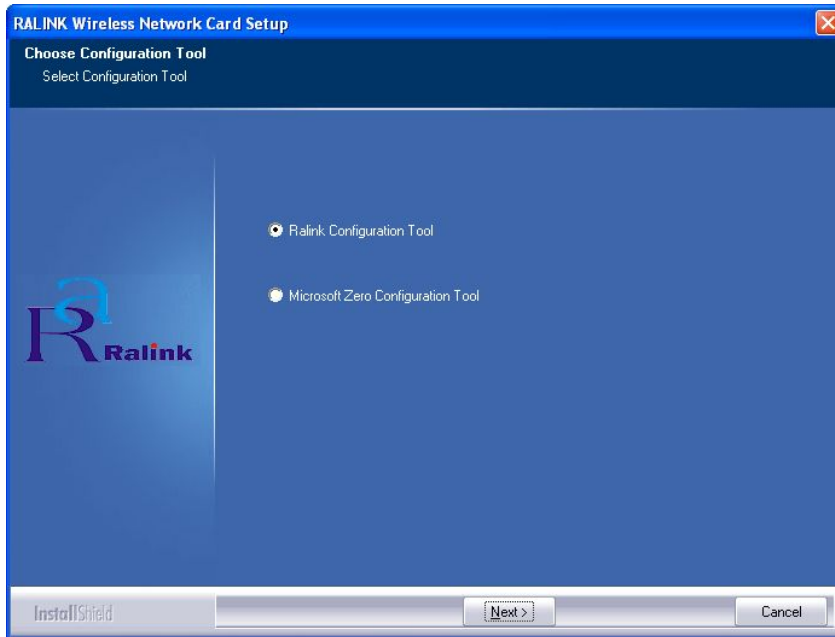 RALINK Wireless Network Card Setup
Choose Configuration Tool
Select Configuration Tool
Ralink Configuration Tool
Microsoft Zero Configuration Tool
Ra Ralink
InstallShield
Next >
Cancel